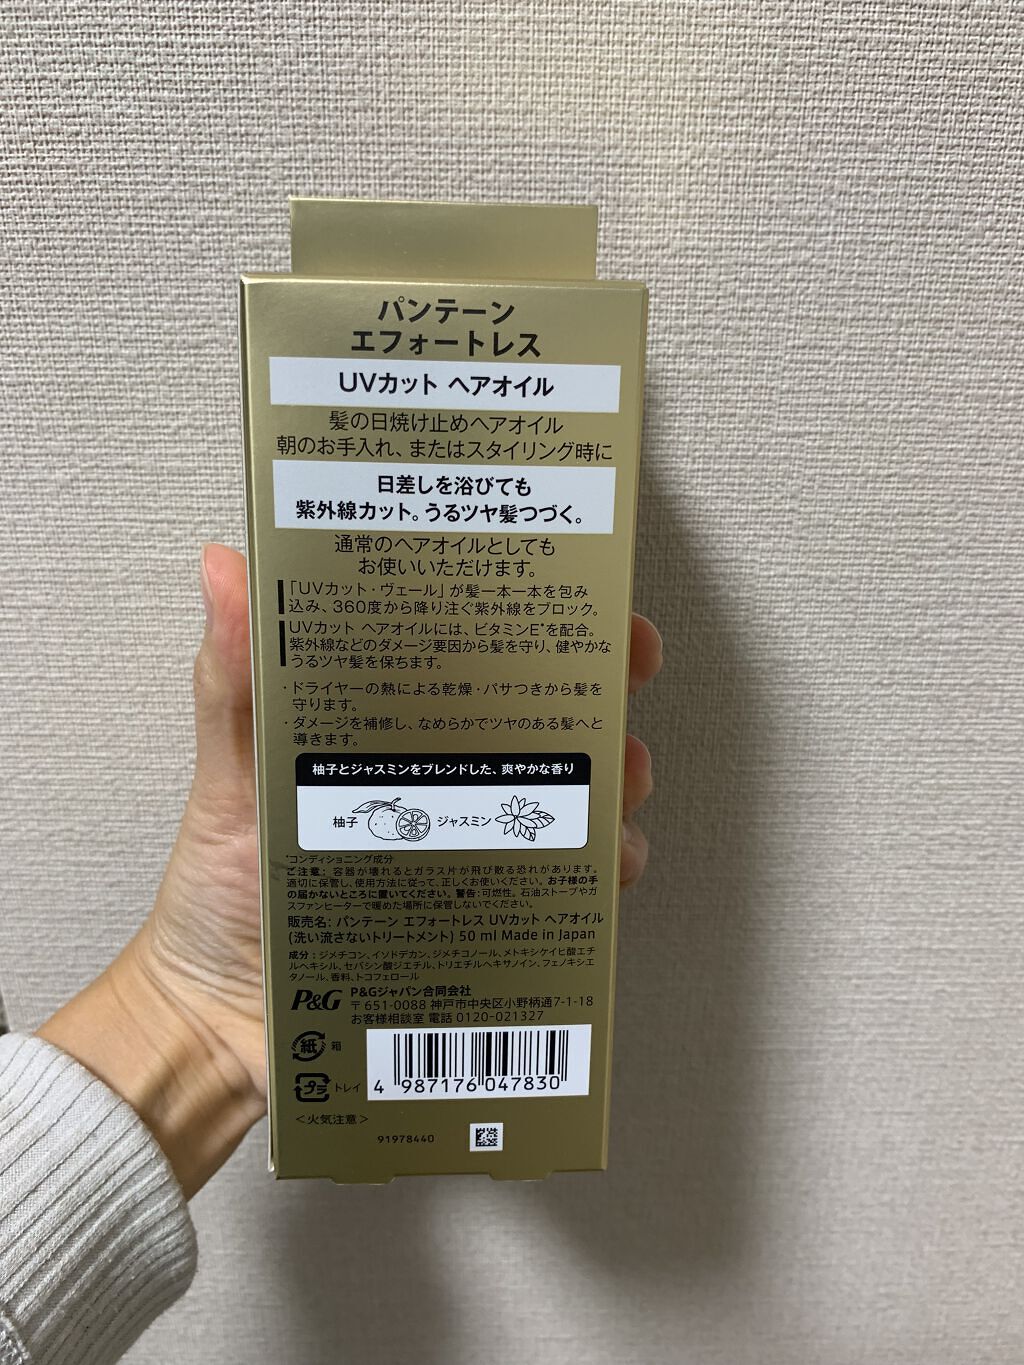 パンテーン
エフォートレス
UVカット ヘアオイル
髪の日焼け止めヘアオイル
朝のお手入れ、またはスタイリング時に
日差しを浴びても
紫外線カット。うるツヤ髪つづく。
通常のヘアオイルとしても
お使いいただけます。
「UVカット・ヴェール」が髪一本一本を包み
込み、360度から降り注ぐ紫外線をブロック。
UVカット ヘアオイルには、ビタミンE*を配合。
紫外線などのダメージ要因から髪を守り、健やかな
うるツヤ髪を保ちます。
・ドライヤーの熱による乾燥・パサつきから髪を
守ります。
・ダメージを補修し、なめらかでツヤのある髪へと
導きます。
柚子とジャスミンをブレンドした、爽やかな香り
柚子 ジャスミン
*コンディショニング成分
ご注意：容器が壊れるとガラス片が飛び散る恐れがあります。
適切に保管し、使用方法に従って、正しくお使いください。お子様の手
の届かないところに置いてください。警告：可燃性。石油ストーブやガ
スファンヒーターで暖めた場所に保管しないでください。
販売名: パンテーン エフォートレス UVカット ヘアオイル
(洗い流さないトリートメント) 50 ml Made in Japan
成分：ジメチコン、イソドデカン、ジメチコノール、メトキシケイヒ酸エチ
ルヘキシル、セバシン酸ジエチル、トリエチルヘキサノイン、フェノキシエ
タノール、香料、トコフェロール
P&G P&Gジャパン合同会社
〒651-0088 神戸市中央区小野柄通7-1-18
お客様相談室 電話 0120-021327
紙 箱
プラ トレイ
4 987176 047830
＜火気注意＞
91978440